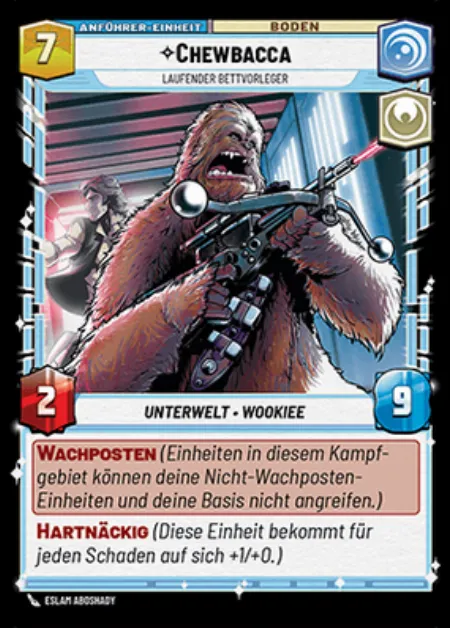 7
ANFÜHRER-EINHEIT
BODEN
CHEWBACCA
LAUFENDER BETTVORLEGER
2
UNTERWELT • WOOKIEE
9
WACHPOSTEN (Einheiten in diesem Kampf-
gebiet können deine Nicht-Wachposten-
Einheiten und deine Basis nicht angreifen.)
HARTNÄCKIG (Diese Einheit bekommt für
jeden Schaden auf sich +1/+0.)
ESLAM ABOSHADY